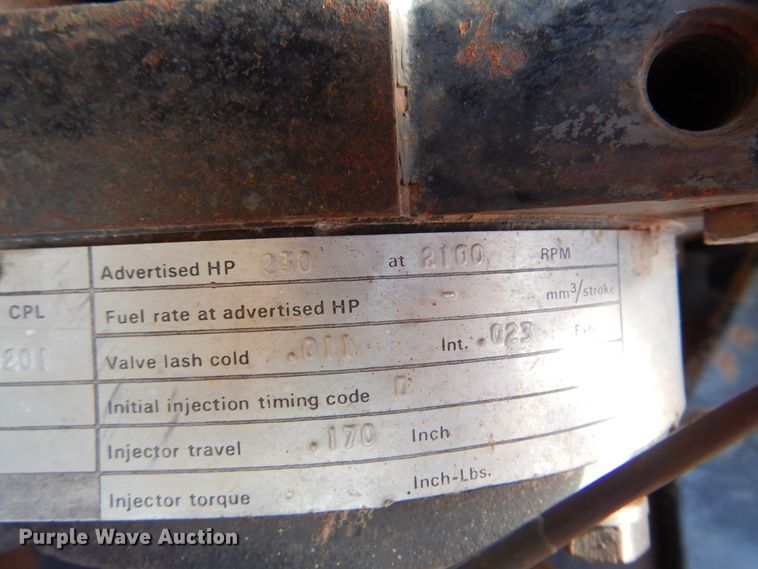 Advertised HP 230 at 2100 RPM
CPL
Fuel rate at advertised HP - mm³/stroke
201
Valve lash cold .011 Int. .023 Exh
Initial injection timing code D
Injector travel .170 Inch
Injector torque Inch-Lbs.
Purple Wave Auction